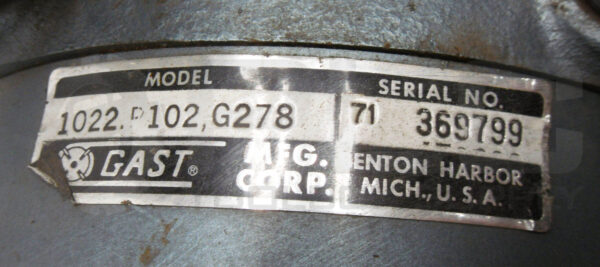 MODEL
1022. P102, G278
SERIAL NO.
71 369799
GAST® MFG. CORP.
ENTON HARBOR
MICH., U.S.A.